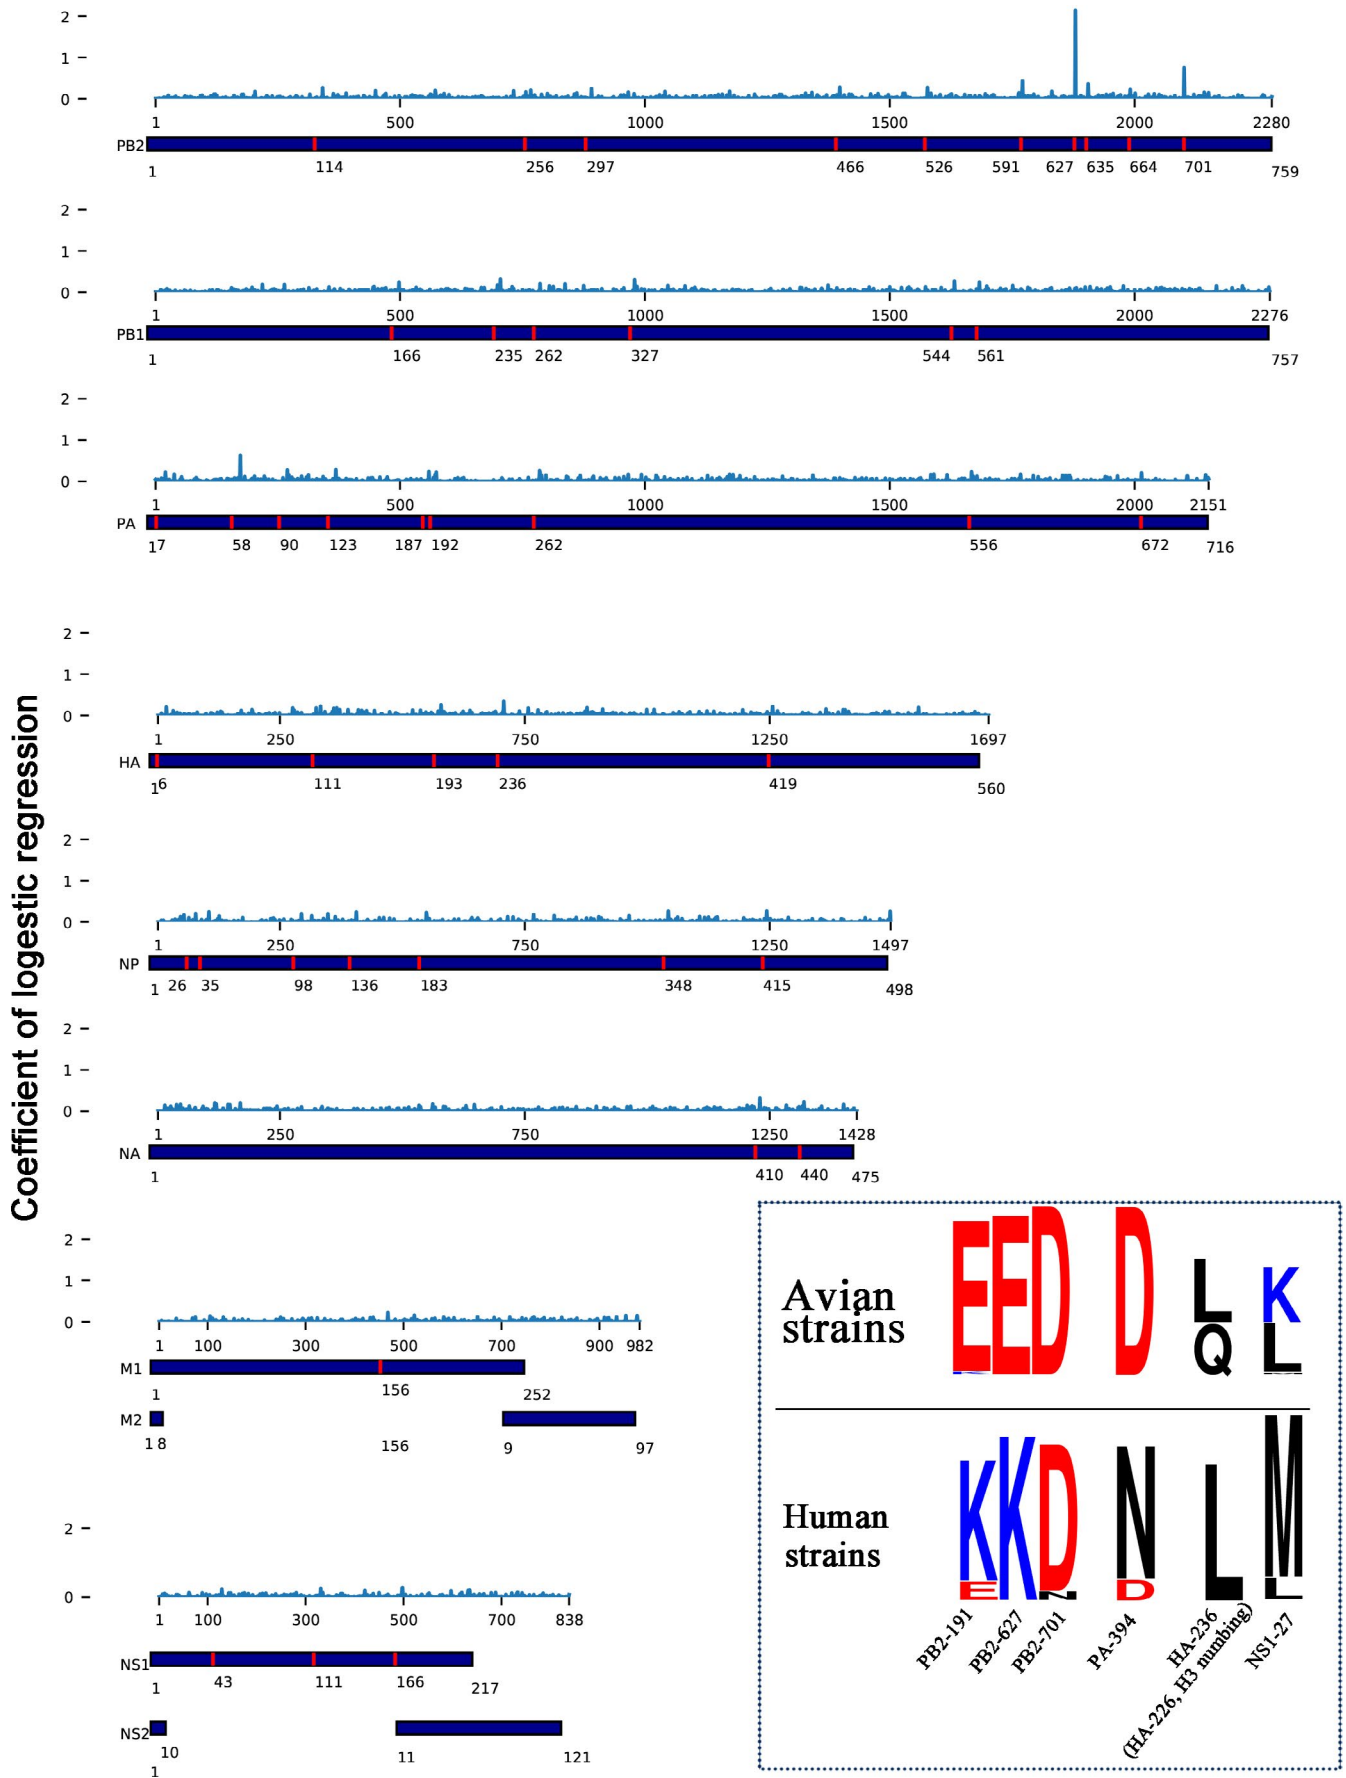 Coefficient of logestic regression
2
1
0
1 500 1000 1500 2000 2280
PB2
1 114 256 297 466 526 591 627 635 664 701 759
2
1
0
1 500 1000 1500 2000 2276
PB1
1 166 235 262 327 544 561 757
2
1
0
1 500 1000 1500 2000 2151
PA
17 58 90 123 187 192 262 556 672 716
2
1
0
1 250 750 1250 1697
HA
1 6 111 193 236 419 560
2
1
0
1 250 750 1250 1497
NP
1 26 35 98 136 183 348 415 498
2
1
0
1 250 750 1250 1428
NA
1 410 440 475
2
1
0
1 100 300 500 700 900 982
M1
1 156 252
M2
1 8 156 9 97
2
0
1 100 300 500 700 838
NS1
1 43 111 166 217
NS2
1 10 11 121
Avian
strains
E E D D L K
Q L
Human
strains
K K D N L M
E N D L
PB2-191
PB2-627
PB2-701
PA-394
HA-236
(HA-226, H3 numbing)
NS1-27